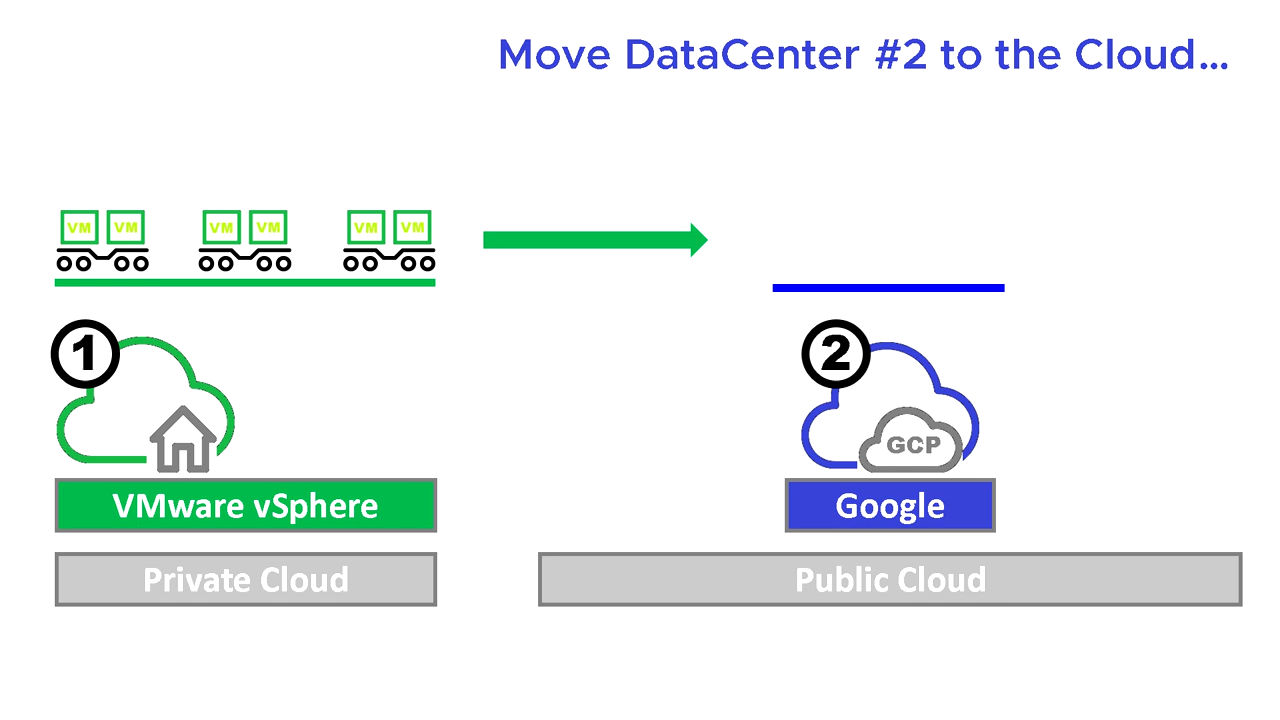 Move DataCenter #2 to the Cloud...
VM VM VM VM VM VM
1 2
GCP
VMware vSphere Google
Private Cloud Public Cloud